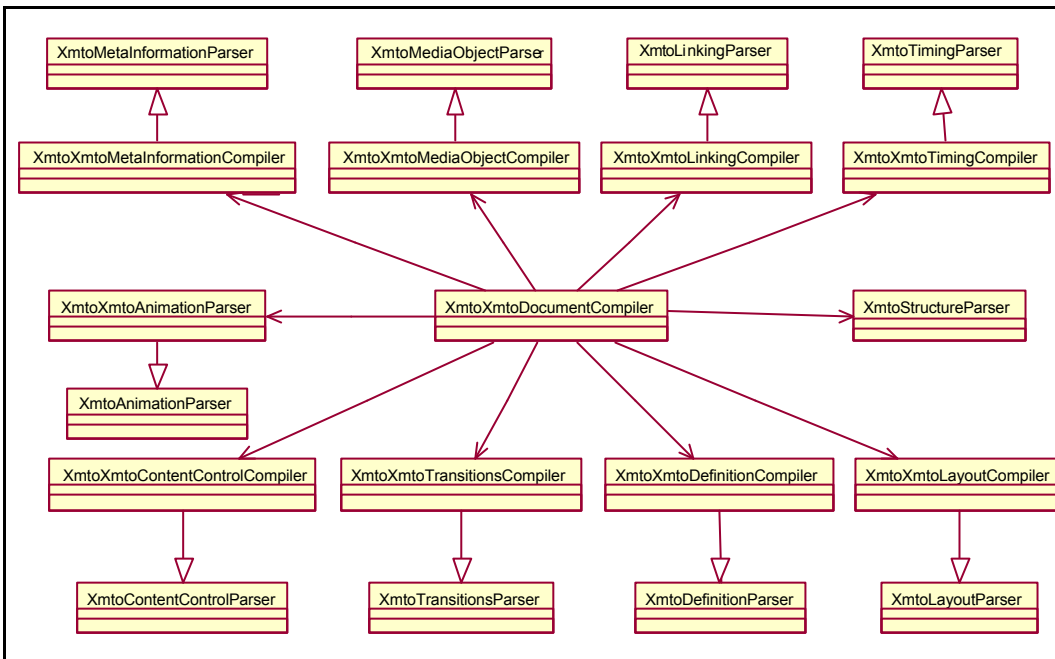 XmtoMetaInformationParser
XmtoMediaObjectParser
XmtoLinkingParser
XmtoTimingParser
XmtoXmtoMetaInformationCompiler
XmtoXmtoMediaObjectCompiler
XmtoXmtoLinkingCompiler
XmtoXmtoTimingCompiler
XmtoXmtoAnimationParser
XmtoXmtoDocumentCompiler
XmtoStructureParser
XmtoAnimationParser
XmtoXmtoContentControlCompiler
XmtoXmtoTransitionsCompiler
XmtoXmtoDefinitionCompiler
XmtoXmtoLayoutCompiler
XmtoContentControlParser
XmtoTransitionsParser
XmtoDefinitionParser
XmtoLayoutParser